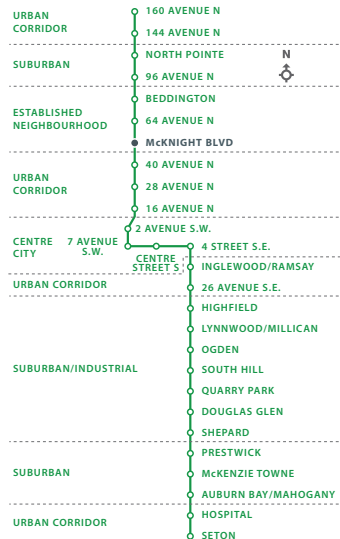 160 AVENUE N
URBAN
CORRIDOR
144 AVENUE N
NORTH POINTE
N
SUBURBAN
96 AVENUE N
BEDDINGTON
ESTABLISHED
NEIGHBOURHOOD
64 AVENUE N
McKNIGHT BLVD
40 AVENUE N
URBAN
CORRIDOR
28 AVENUE N
16 AVENUE N
2 AVENUE S.W.
CENTRE
CITY
7 AVENUE
S.W.
4 STREET S.E.
CENTRE
STREET S
INGLEWOOD/RAMSAY
URBAN CORRIDOR
26 AVENUE S.E.
HIGHFIELD
LYNNWOOD/MILLICAN
OGDEN
SUBURBAN/INDUSTRIAL
SOUTH HILL
QUARRY PARK
DOUGLAS GLEN
SHEPARD
PRESTWICK
SUBURBAN
McKENZIE TOWNE
AUBURN BAY/MAHOGANY
HOSPITAL
URBAN CORRIDOR
SETON